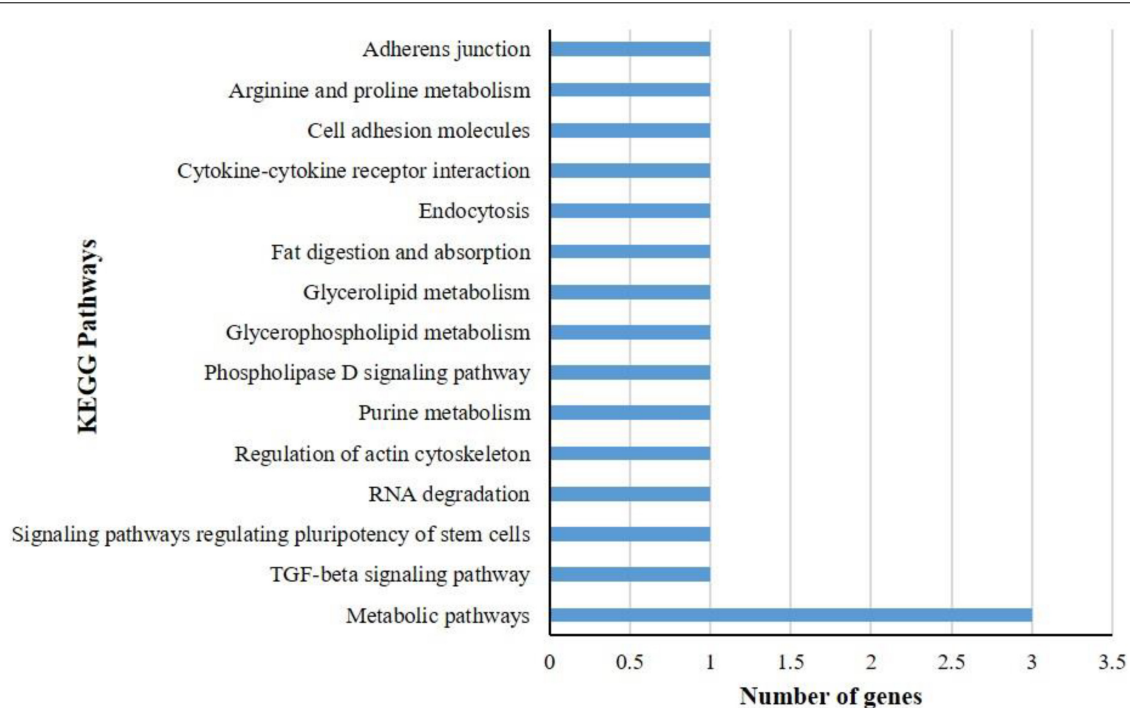 Adherens junction
Arginine and proline metabolism
Cell adhesion molecules
Cytokine-cytokine receptor interaction
Endocytosis
Fat digestion and absorption
Glycerolipid metabolism
Glycerophospholipid metabolism
Phospholipase D signaling pathway
Purine metabolism
Regulation of actin cytoskeleton
RNA degradation
Signaling pathways regulating pluripotency of stem cells
TGF-beta signaling pathway
Metabolic pathways
KEGG Pathways
0 0.5 1 1.5 2 2.5 3 3.5
Number of genes